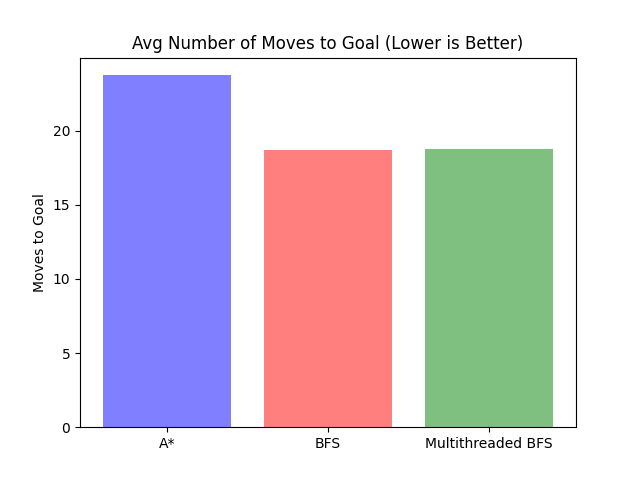 Avg Number of Moves to Goal (Lower is Better)
Moves to Goal
20
15
10
5
0
A*
BFS
Multithreaded BFS